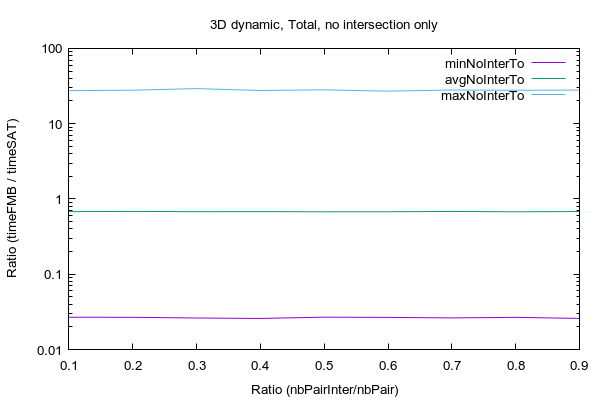 3D dynamic, Total, no intersection only
100
10
1
0.1
0.01
Ratio (timeFMB / timeSAT)
minNoInterTo
avgNoInterTo
maxNoInterTo
0.1 0.2 0.3 0.4 0.5 0.6 0.7 0.8 0.9
Ratio (nbPairInter/nbPair)